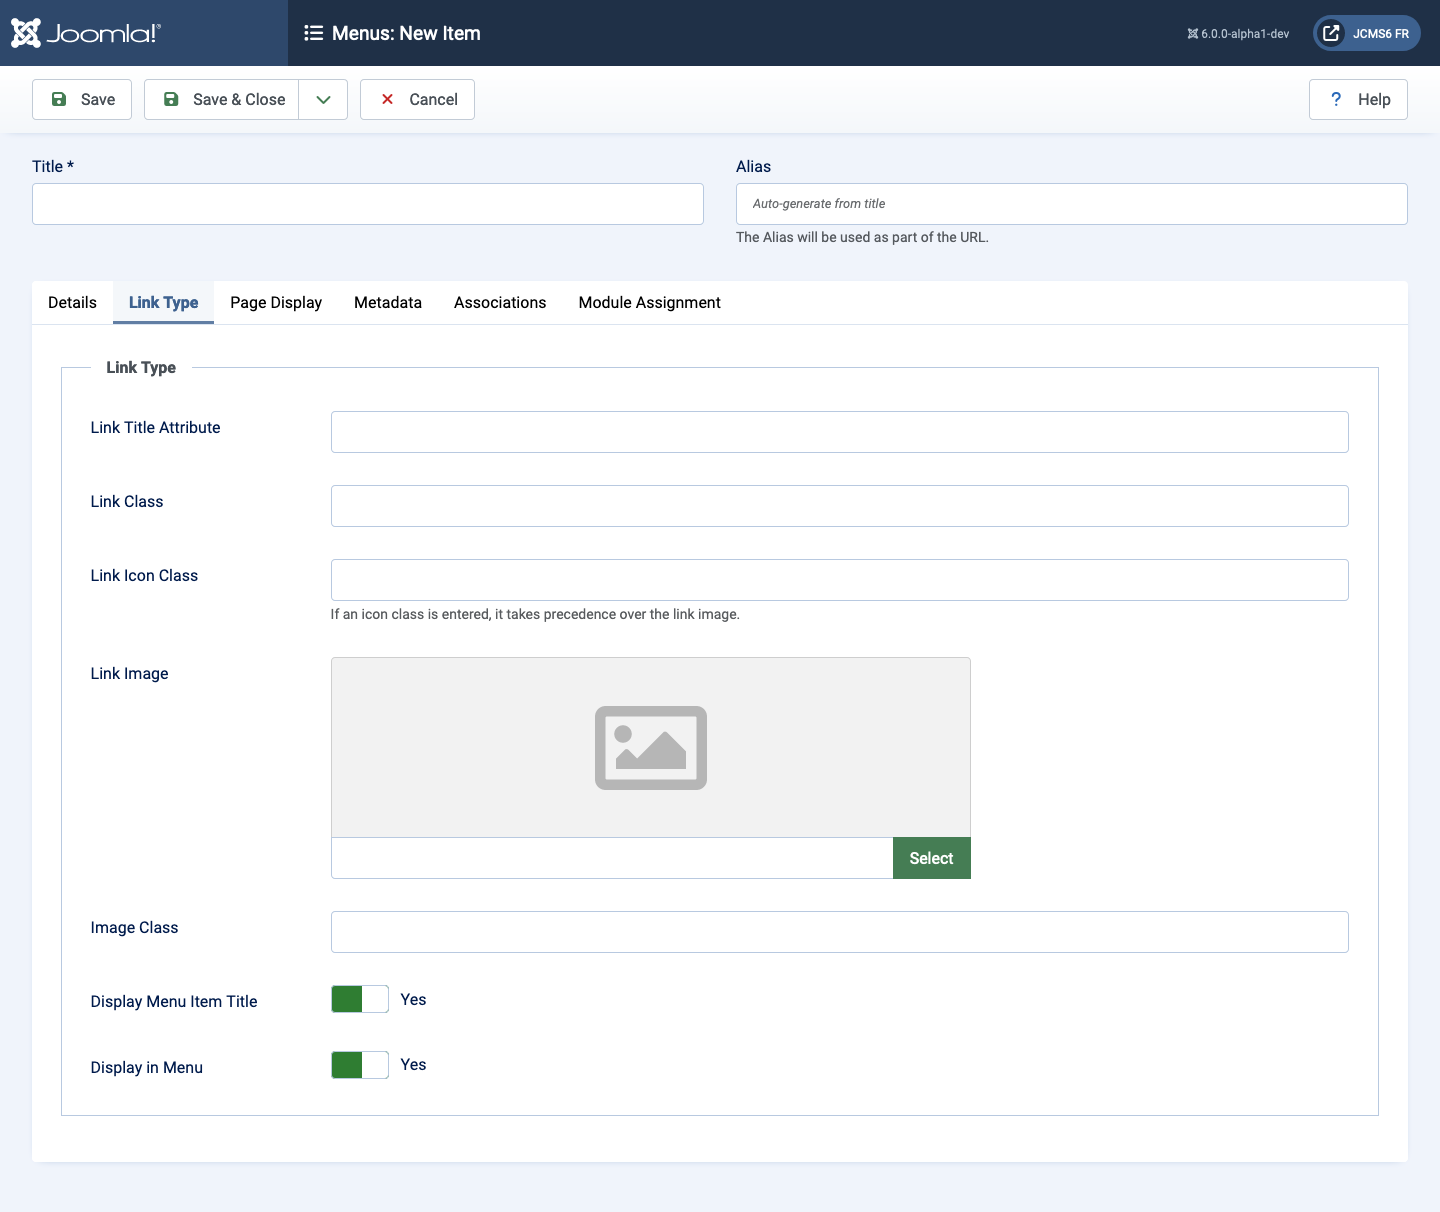 Joomla!®
Menus: New Item
6.0.0-alpha1-dev
JCMS6 FR
Save
Save & Close
Cancel
? Help
Title *
Alias
Auto-generate from title
The Alias will be used as part of the URL.
Details
Link Type
Page Display
Metadata
Associations
Module Assignment
Link Type
Link Title Attribute
Link Class
Link Icon Class
If an icon class is entered, it takes precedence over the link image.
Link Image
Select
Image Class
Display Menu Item Title
Yes
Display in Menu
Yes